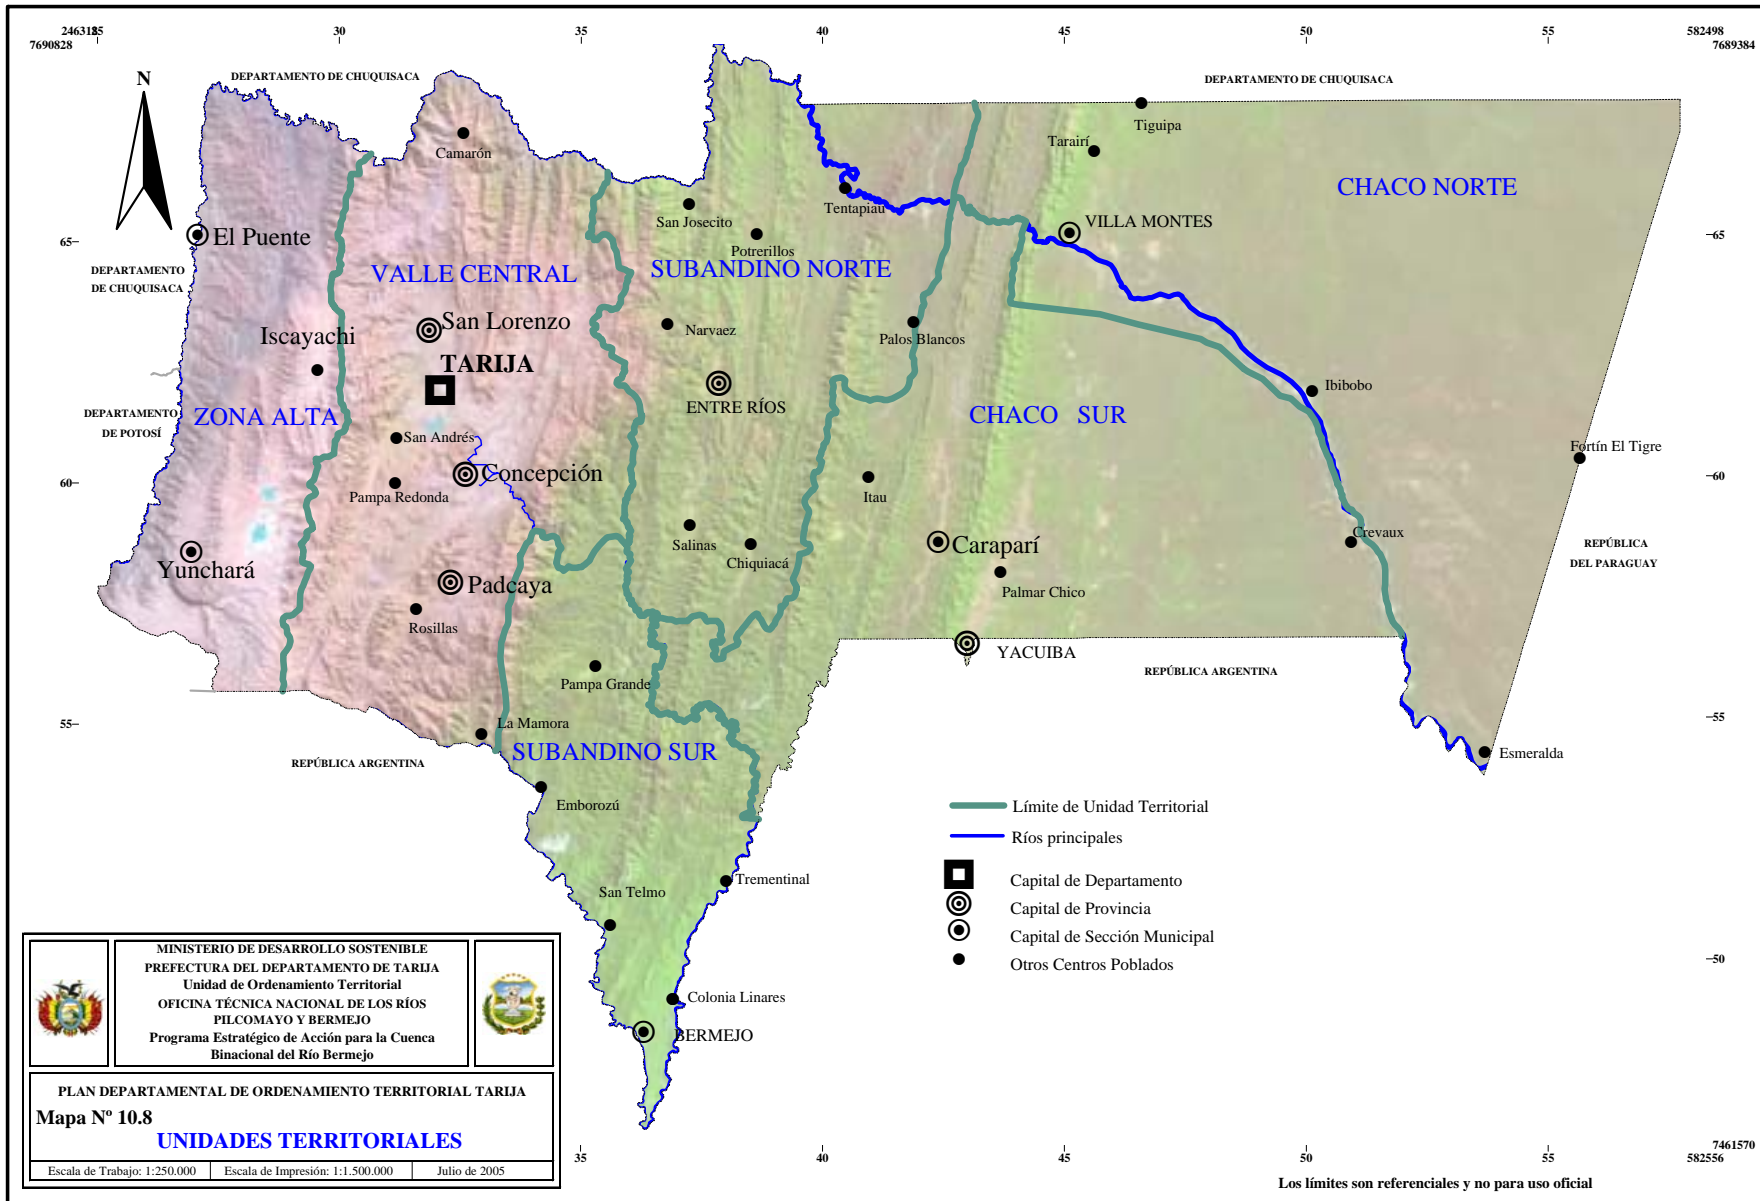 246318
25
30
35
40
45
50
55
582498
7690828
7689384
DEPARTAMENTO DE CHUQUISACA
DEPARTAMENTO DE CHUQUISACA
N
Tiguipa
Camarón
Tarairí
CHACO NORTE
Tentapiau
San Josecito
VILLA MONTES
El Puente
65
Potrerillos
65
DEPARTAMENTO
DE CHUQUISACA
VALLE CENTRAL
SUBANDINO NORTE
San Lorenzo
Iscayachi
Narvaez
Palos Blancos
TARIJA
Ibibobo
ENTRE RÍOS
DEPARTAMENTO
DE POTOSÍ
ZONA ALTA
CHACO SUR
San Andrés
Fortín El Tigre
Concepción
60
60
Pampa Redonda
Itau
Crevaux
Salinas
Chiquiacá
Caraparí
REPÚBLICA
DEL PARAGUAY
Yunchará
Padcaya
Palmar Chico
Rosillas
YACUIBA
REPÚBLICA ARGENTINA
Pampa Grande
55
55
La Mamora
SUBANDINO SUR
Esmeralda
REPÚBLICA ARGENTINA
Emborozú
Límite de Unidad Territorial
Ríos principales
Capital de Departamento
Capital de Provincia
Capital de Sección Municipal
Otros Centros Poblados
Trementinal
San Telmo
50
Colonia Linares
BERMEJO
MINISTERIO DE DESARROLLO SOSTENIBLE
PREFECTURA DEL DEPARTAMENTO DE TARIJA
Unidad de Ordenamiento Territorial
OFICINA TÉCNICA NACIONAL DE LOS RÍOS
PILCOMAYO Y BERMEJO
Programa Estratégico de Acción para la Cuenca
Binacional del Río Bermejo
PLAN DEPARTAMENTAL DE ORDENAMIENTO TERRITORIAL TARIJA
Mapa Nº 10.8
UNIDADES TERRITORIALES
Escala de Trabajo: 1:250.000
Escala de Impresión: 1:1.500.000
Julio de 2005
35
40
45
50
55
7461570
582556
Los límites son referenciales y no para uso oficial